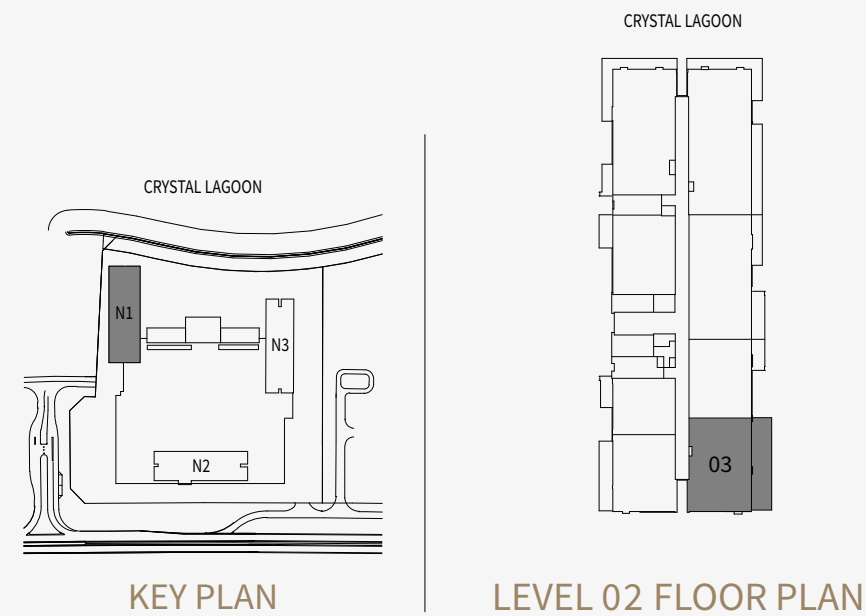 CRYSTAL LAGOON
N1
N3
N2
KEY PLAN
CRYSTAL LAGOON
03
LEVEL 02 FLOOR PLAN